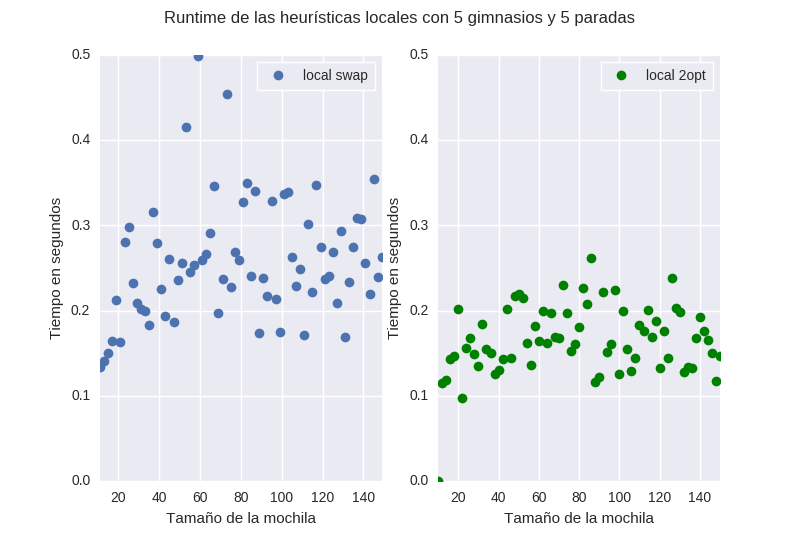 Runtime de las heurísticas locales con 5 gimnasios y 5 paradas
local swap
0.5
0.4
0.3
0.2
0.1
0.0
Tiempo en segundos
20 40 60 80 100 120 140
Tamaño de la mochila
local 2opt
0.5
0.4
0.3
0.2
0.1
0.0
Tiempo en segundos
20 40 60 80 100 120 140
Tamaño de la mochila